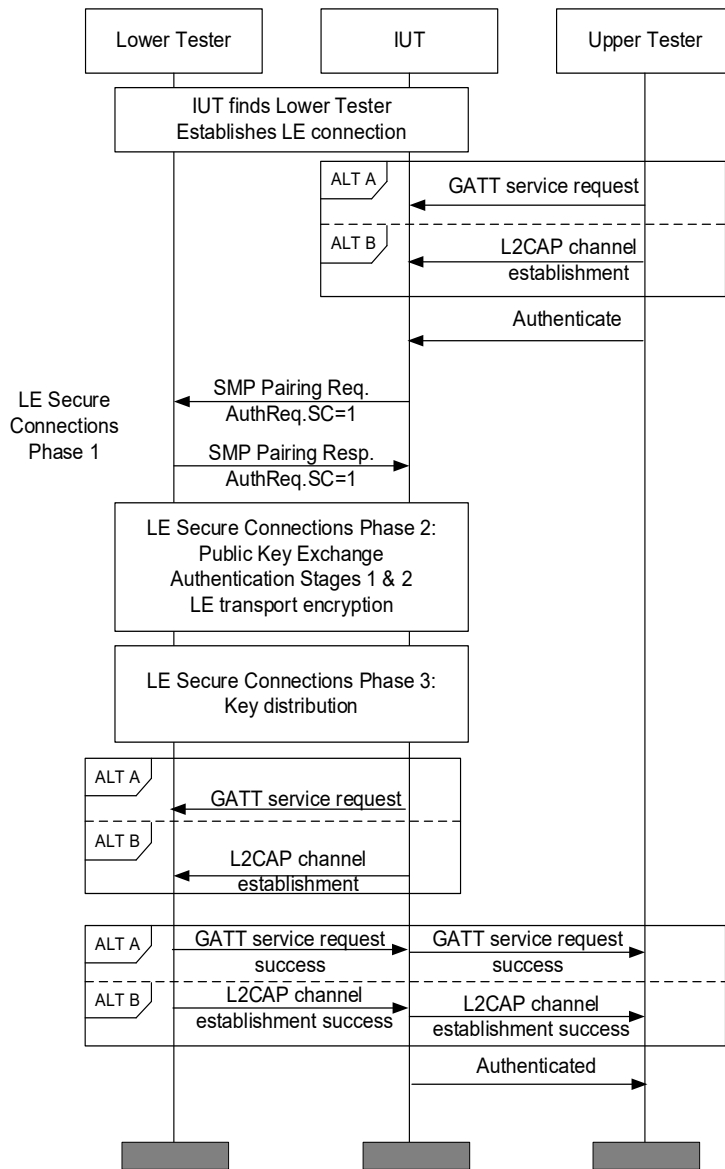 Lower Tester
IUT
Upper Tester
IUT finds Lower Tester
Establishes LE connection
ALT A
GATT service request
ALT B
L2CAP channel
establishment
Authenticate
LE Secure
Connections
Phase 1
SMP Pairing Req.
AuthReq.SC=1
SMP Pairing Resp.
AuthReq.SC=1
LE Secure Connections Phase 2:
Public Key Exchange
Authentication Stages 1 & 2
LE transport encryption
LE Secure Connections Phase 3:
Key distribution
ALT A
GATT service request
ALT B
L2CAP channel
establishment
ALT A
GATT service request
success
GATT service request
success
ALT B
L2CAP channel
establishment success
L2CAP channel
establishment success
Authenticated